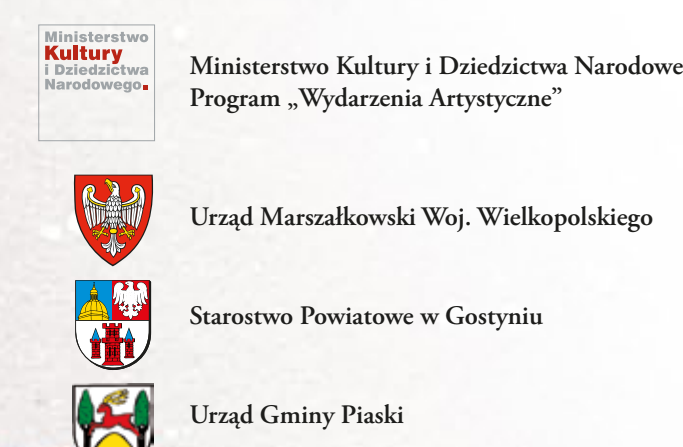 Ministerstwo
Kultury
i Dziedzictwa
Narodowego.
Ministerstwo Kultury i Dziedzictwa Narodowe
Program „Wydarzenia Artystyczne”
Urząd Marszałkowski Woj. Wielkopolskiego
Starostwo Powiatowe w Gostyniu
Urząd Gminy Piaski